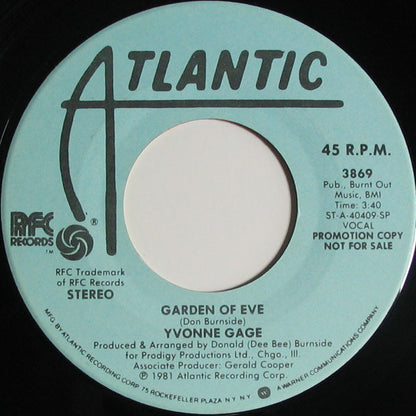 ATLANTIC
45 R.P.M.
3869
Pub., Burnt Out
Music, BMI
Time: 3:40
ST-A-40409-SP
VOCAL
PROMOTION COPY
NOT FOR SALE
RFC
RECORDS
TM
®
RFC Trademark
of RFC Records
STEREO
GARDEN OF EVE
(Don Burnside)
YVONNE GAGE
Produced & Arranged by Donald (Dee Bee) Burnside
for Prodigy Productions Ltd., Chgo., Ill.
Associate Producer: Gerald Cooper
℗ 1981 Atlantic Recording Corp.
MFG. BY ATLANTIC RECORDING CORP. 75 ROCKEFELLER PLAZA N.Y. N.Y. W A WARNER COMMUNICATIONS COMPANY